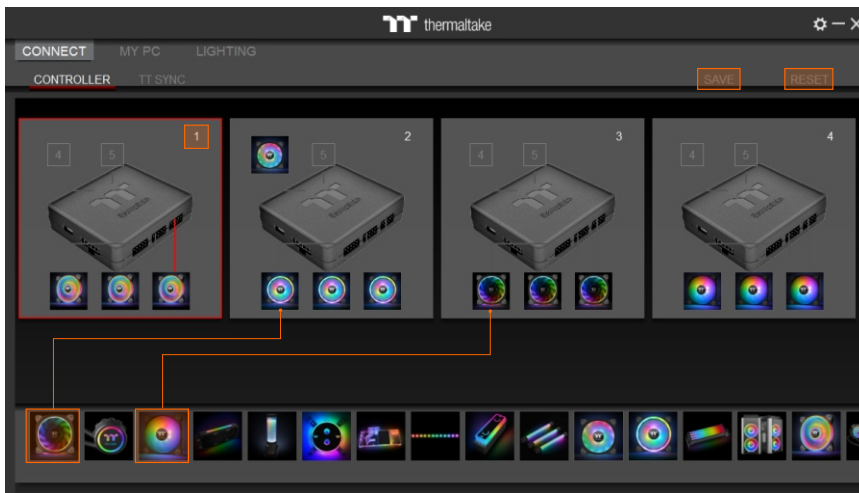 thermaltake
CONNECT MY PC LIGHTING
CONTROLLER TT SYNC SAVE RESET
1 2 3 4
4 5 5 4 5 4 5